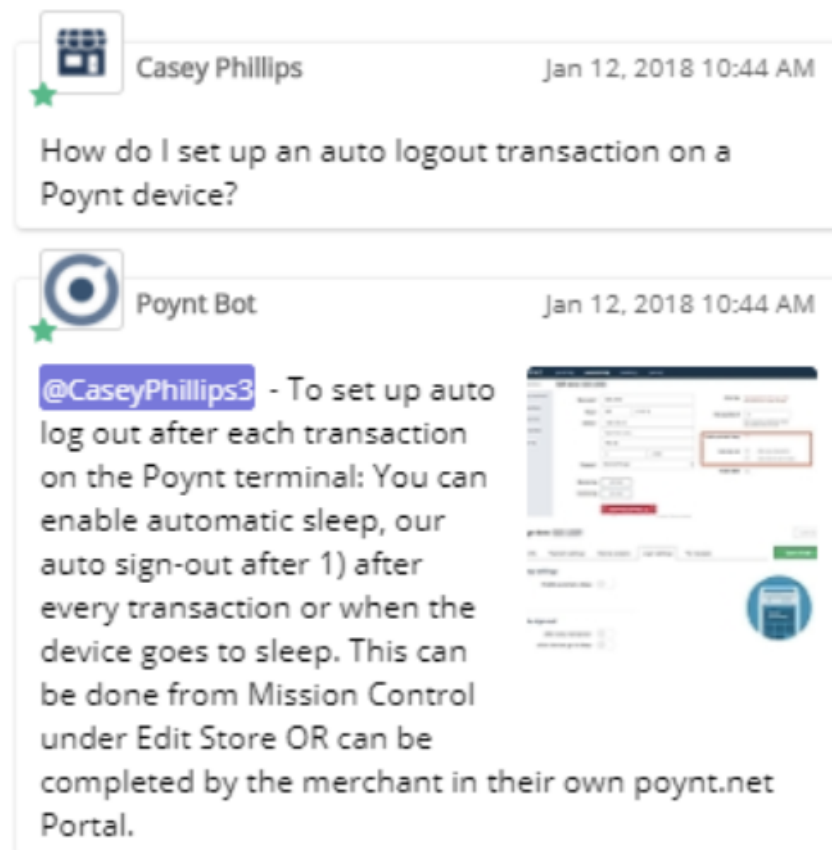 Casey Phillips
Jan 12, 2018 10:44 AM
How do I set up an auto logout transaction on a
Poynt device?
Poynt Bot
Jan 12, 2018 10:44 AM
@CaseyPhillips3 - To set up auto
log out after each transaction
on the Poynt terminal: You can
enable automatic sleep, our
auto sign-out after 1) after
every transaction or when the
device goes to sleep. This can
be done from Mission Control
under Edit Store OR can be
completed by the merchant in their own poynt.net
Portal.